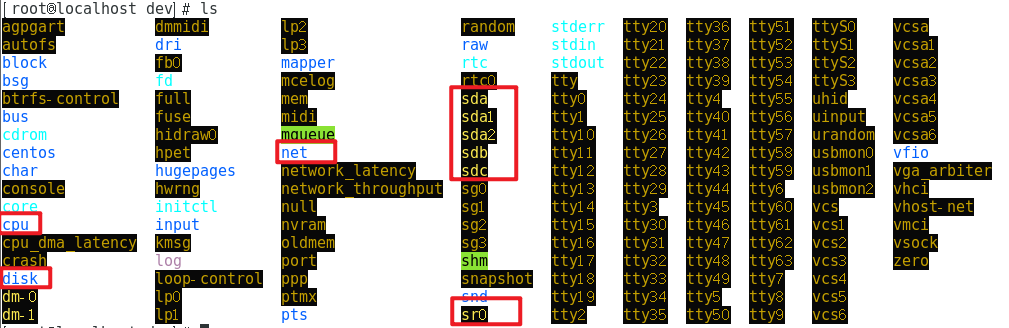 [root@localhost dev]# ls
agpgart dmmidi lp2 random stderr tty20 tty36 tty51 ttyS0 vcsa
autofs dri lp3 raw stdin tty21 tty37 tty52 ttyS1 vcsa1
block fb0 mapper rtc stdout tty22 tty38 tty53 ttyS2 vcsa2
bsg fd mcelog rtc0 tty tty23 tty39 tty54 ttyS3 vcsa3
btrfs-control full mem sda tty0 tty24 tty4 tty55 uhid vcsa4
bus fuse midi sda1 tty1 tty25 tty40 tty56 uinput vcsa5
cdrom hidraw0 mqueue sda2 tty10 tty26 tty41 tty57 urandom vcsa6
centos hpet net sdb tty11 tty27 tty42 tty58 usbmon0 vfio
char hugepages network_latency sdc tty12 tty28 tty43 tty59 usbmon1 vga_arbiter
console hwrng network_throughput sg0 tty13 tty29 tty44 tty6 usbmon2 vhci
core initctl null sg1 tty14 tty3 tty45 tty60 vcs vhost-net
cpu input nvram sg2 tty15 tty30 tty46 tty61 vcs1 vmci
cpu_dma_latency kmsg oldmem sg3 tty16 tty31 tty47 tty62 vcs2 vsock
crash log port shm tty17 tty32 tty48 tty63 vcs3 zero
disk loop-control ppp snapshot tty18 tty33 tty49 tty7 vcs4
dm-0 lp0 ptmx snd tty19 tty34 tty5 tty8 vcs5
dm-1 lp1 pts sr0 tty2 tty35 tty50 tty9 vcs6